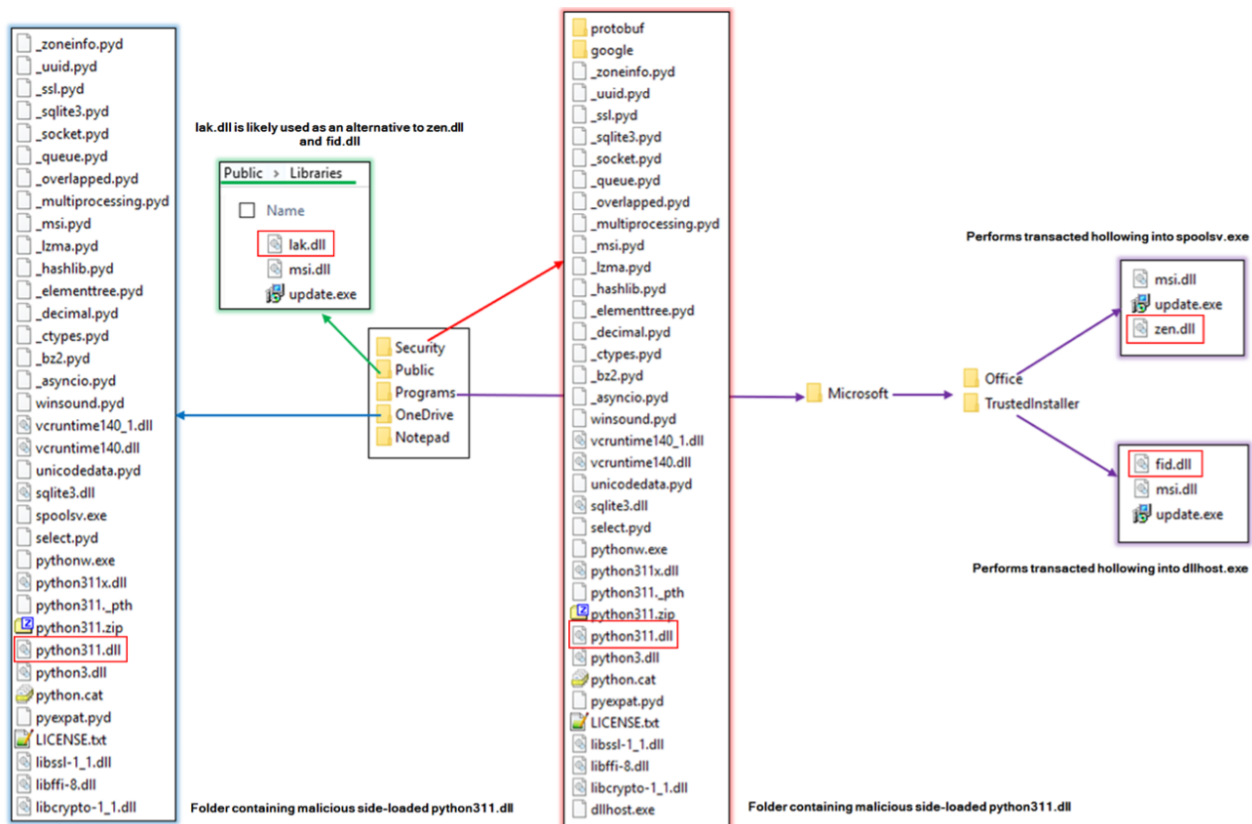 _zoneinfo.pyd
_uuid.pyd
_ssl.pyd
_sqlite3.pyd
_socket.pyd
_queue.pyd
_overlapped.pyd
_multiprocessing.pyd
_msi.pyd
_lzma.pyd
_hashlib.pyd
_elementtree.pyd
_decimal.pyd
_ctypes.pyd
_bz2.pyd
_asyncio.pyd
winsound.pyd
vcruntime140_1.dll
vcruntime140.dll
unicodedata.pyd
sqlite3.dll
spoolsv.exe
select.pyd
pythonw.exe
python311x.dll
python311._pth
python311.zip
python311.dll
python3.dll
python.cat
pyexpat.pyd
LICENSE.txt
libssl-1_1.dll
libffi-8.dll
libcrypto-1_1.dll
Folder containing malicious side-loaded python311.dll
lak.dll is likely used as an alternative to zen.dll
and fid.dll
Public > Libraries
Name
lak.dll
msi.dll
update.exe
Security
Public
Programs
OneDrive
Notepad
protobuf
google
_zoneinfo.pyd
_uuid.pyd
_ssl.pyd
_sqlite3.pyd
_socket.pyd
_queue.pyd
_overlapped.pyd
_multiprocessing.pyd
_msi.pyd
_lzma.pyd
_hashlib.pyd
_elementtree.pyd
_decimal.pyd
_ctypes.pyd
_bz2.pyd
_asyncio.pyd
winsound.pyd
vcruntime140_1.dll
vcruntime140.dll
unicodedata.pyd
sqlite3.dll
select.pyd
pythonw.exe
python311x.dll
python311._pth
python311.zip
python311.dll
python3.dll
python.cat
pyexpat.pyd
LICENSE.txt
libssl-1_1.dll
libffi-8.dll
libcrypto-1_1.dll
dllhost.exe
Folder containing malicious side-loaded python311.dll
Microsoft
Office
TrustedInstaller
Performs transacted hollowing into spoolsv.exe
msi.dll
update.exe
zen.dll
fid.dll
msi.dll
update.exe
Performs transacted hollowing into dllhost.exe